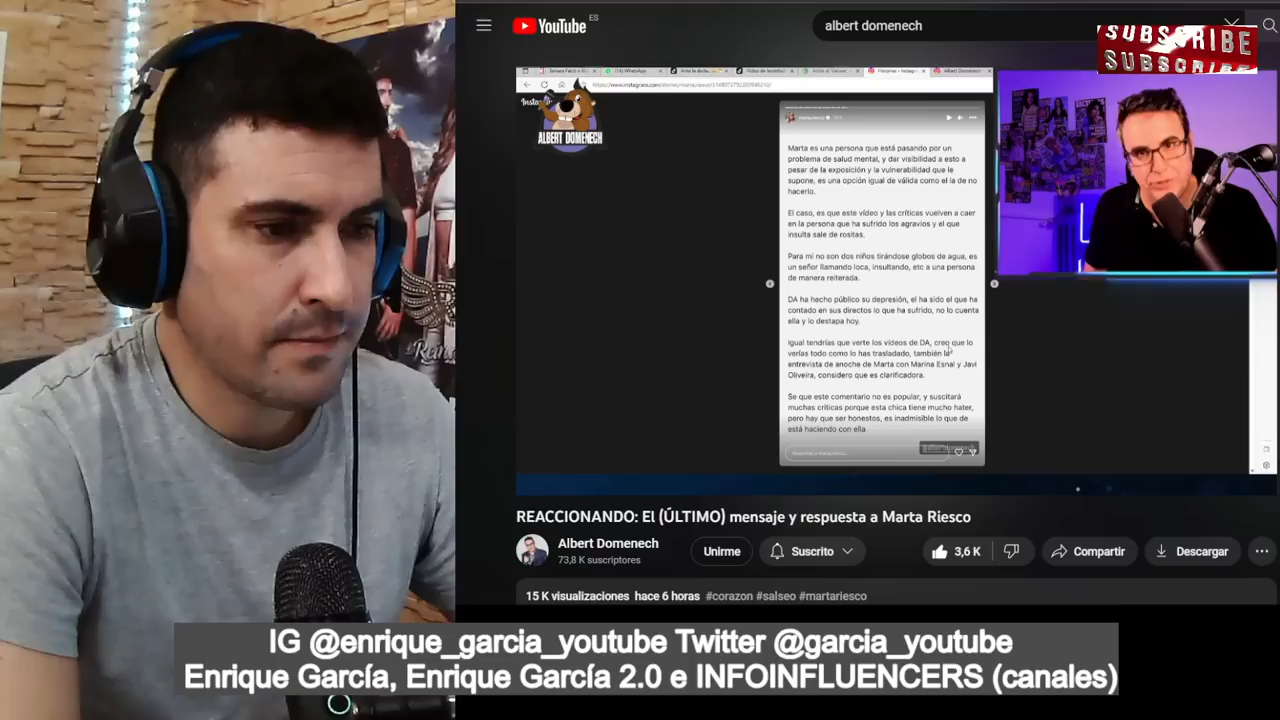 YouTube ES
albert domenech
SUBSCRIBE
SUBSCRIBE
ALBERT DOMENECH
Marta es una persona que está pasando por un
problema de salud mental, y dar visibilidad a esto a
pesar de la exposición y la vulnerabilidad que le
supone, es una opción igual de válida como el la de no
hacerlo.
El caso, es que este vídeo y las críticas vuelven a caer
en la persona que ha sufrido los agravios y el que
insulta sale de rositas.
Para mi no son dos niños tirándose globos de agua, es
un señor llamando loca, insultando, etc a una persona
de manera reiterada.
DA ha hecho público su depresión, el ha sido el que ha
contado en sus directos lo que ha sufrido, no lo cuenta
ella y lo destapa hoy.
Igual tendrías que verte los vídeos de DA, creo que lo
verías todo como lo has trasladado, también la
entrevista de anoche de Marta con Marina Esnal y Javi
Oliveira, considero que es clarificadora.
Se que este comentario no es popular, y suscitará
muchas críticas porque esta chica tiene mucho hater,
pero hay que ser honestos, es inadmisible lo que de
está haciendo con ella
REACCIONANDO: El (ÚLTIMO) mensaje y respuesta a Marta Riesco
Albert Domenech
73,8 K suscriptores
Unirme
Suscrito
3,6 K
Compartir
Descargar
15 K visualizaciones hace 6 horas #corazon #salseo #martariesco
IG @enrique_garcia_youtube Twitter @garcia_youtube
Enrique García, Enrique García 2.0 e INFOINFLUENCERS (canales)